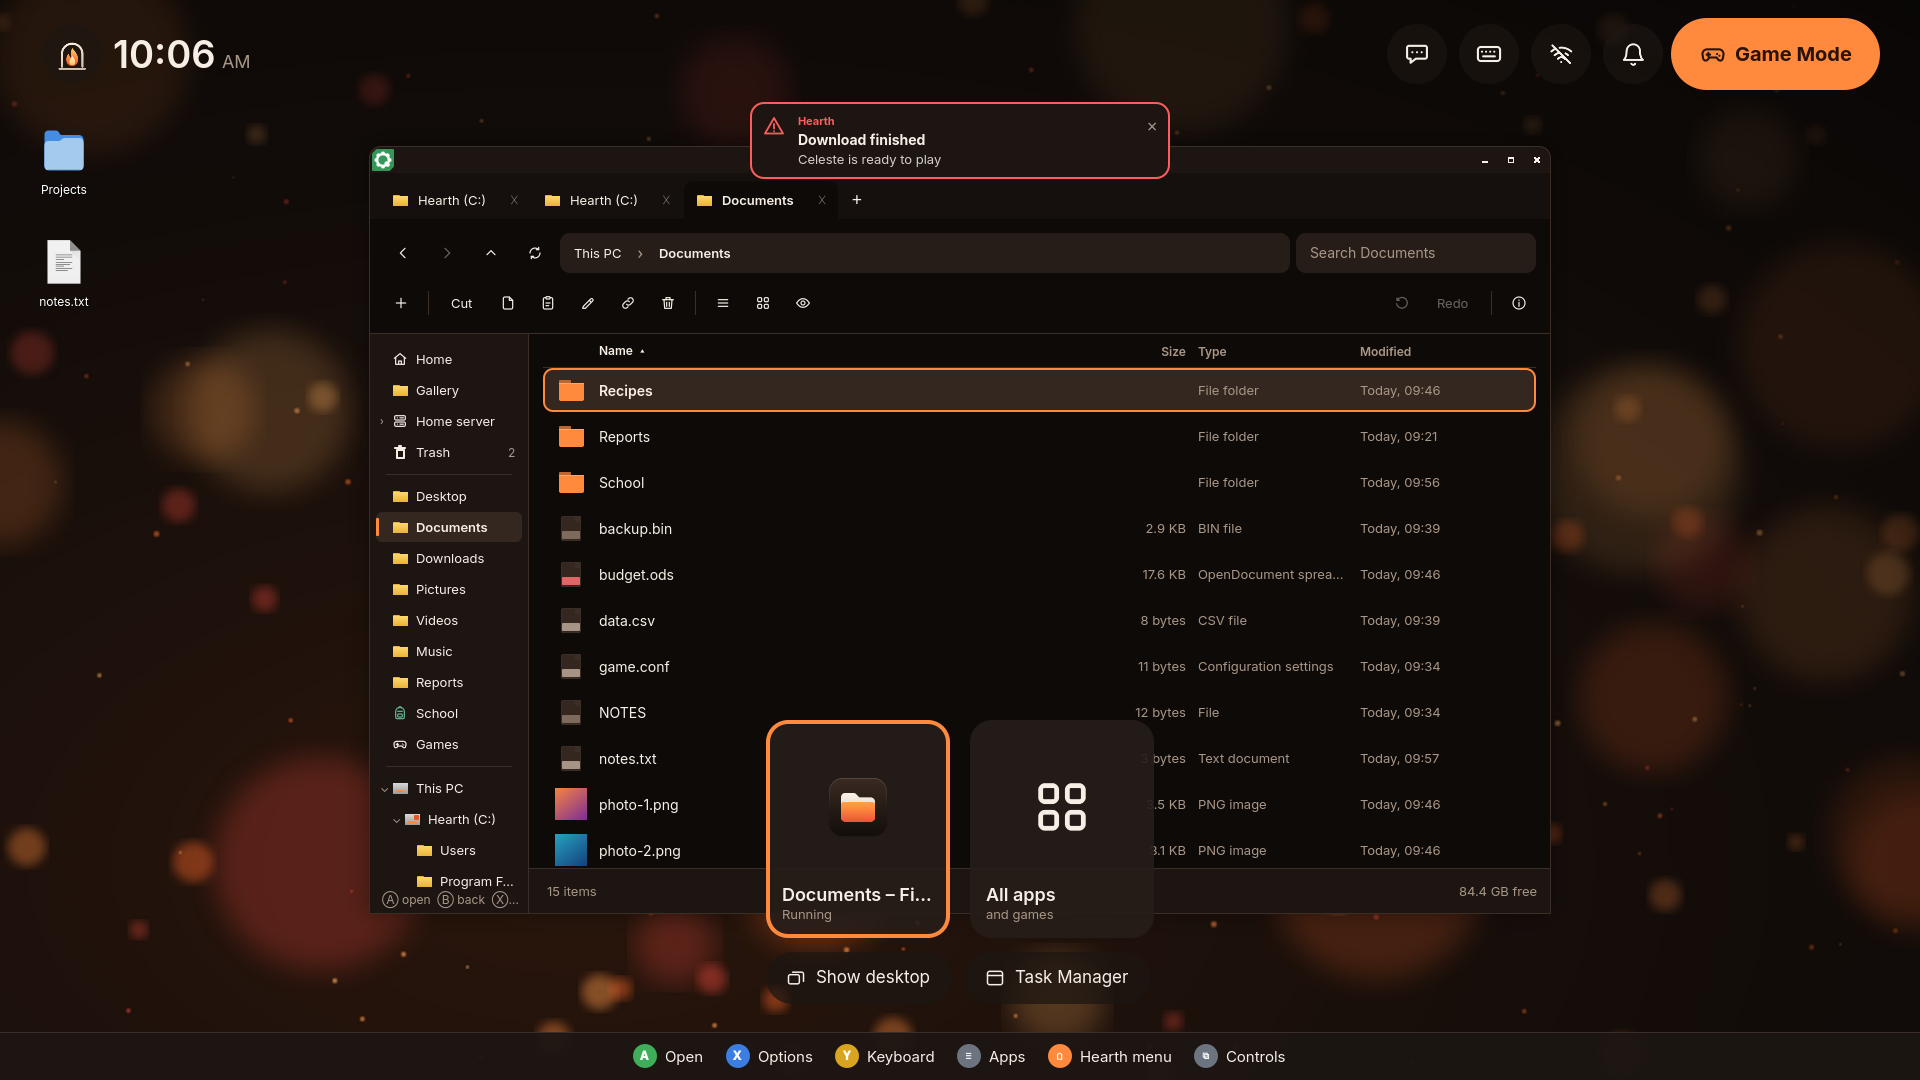 10:06 AM
Game Mode
Projects
notes.txt
Hearth
Download finished
Celeste is ready to play
Hearth (C:)
Hearth (C:)
Documents
This PC
Documents
Search Documents
Cut
Redo
Home
Gallery
Home server
Trash 2
Desktop
Documents
Downloads
Pictures
Videos
Music
Reports
School
Games
This PC
Hearth (C:)
Users
Program F...
A open B back X...
Name Size Type Modified
Recipes File folder Today, 09:46
Reports File folder Today, 09:21
School File folder Today, 09:56
backup.bin 2.9 KB BIN file Today, 09:39
budget.ods 17.6 KB OpenDocument sprea... Today, 09:46
data.csv 8 bytes CSV file Today, 09:39
game.conf 11 bytes Configuration settings Today, 09:34
NOTES 12 bytes File Today, 09:34
notes.txt bytes Text document Today, 09:57
photo-1.png KB PNG image Today, 09:46
photo-2.png KB PNG image Today, 09:46
15 items
84.4 GB free
Documents – Fi...
Running
All apps
and games
Show desktop
Task Manager
A Open X Options Y Keyboard Apps Hearth menu Controls